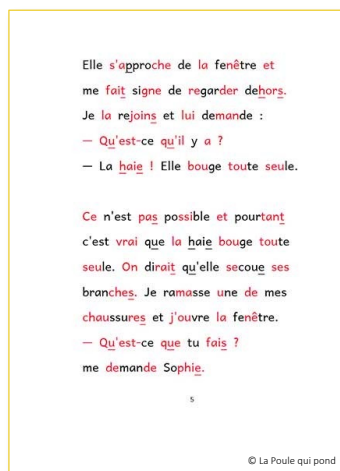 Elle s'approche de la fenêtre et
me fait signe de regarder dehors.
Je la rejoins et lui demande :
— Qu'est-ce qu'il y a ?
— La haie ! Elle bouge toute seule.
Ce n'est pas possible et pourtant
c'est vrai que la haie bouge toute
seule. On dirait qu'elle secoue ses
branches. Je ramasse une de mes
chaussures et j'ouvre la fenêtre.
— Qu'est-ce que tu fais ?
me demande Sophie.
5
© La Poule qui pond